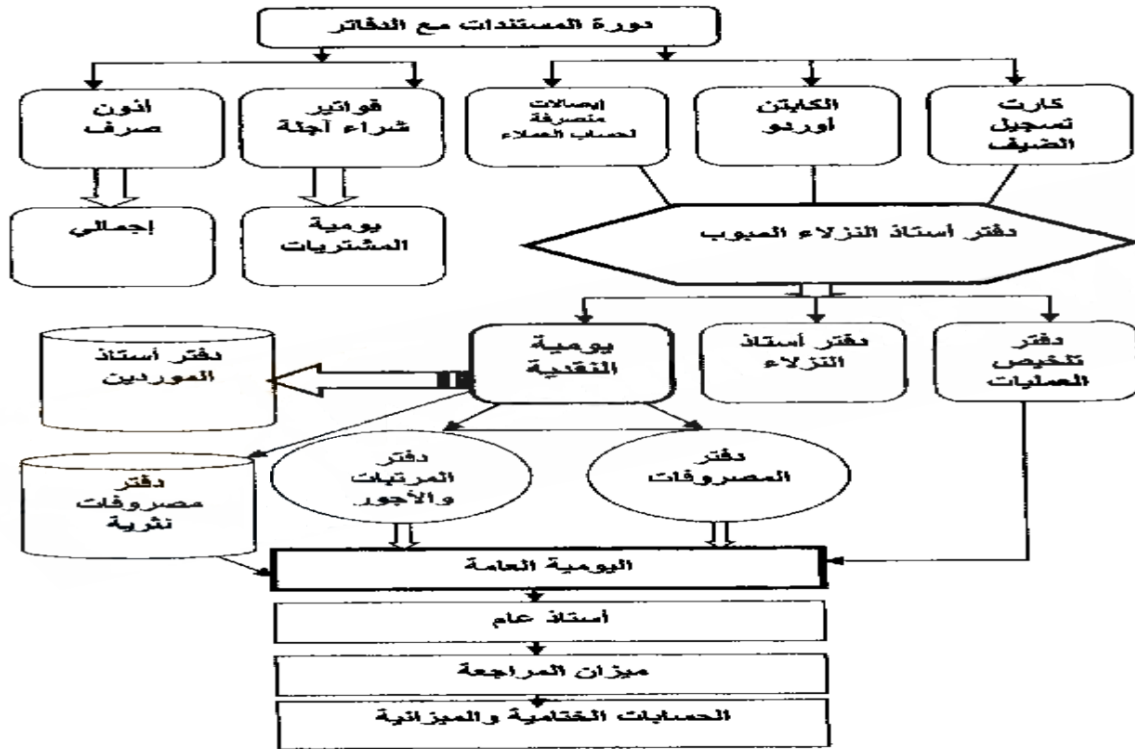 دورة المستندات مع الدفاتر
كارت
تسجيل
الضيف
الكابتن
أوردو
إيصالات
منصرفة
لحساب العملاء
فواتير
شراء آجلة
أذون
صرف
دفتر أستاذ النزلاء المبوب
يومية
المشتريات
إجمالي
دفتر
تلخيص
العمليات
دفتر أستاذ
النزلاء
يومية
النقدية
دفتر أستاذ
الموردين
دفتر
المصروفات
دفتر
المرتبات
والأجور
دفتر
مصروفات
نثرية
اليومية العامة
أستاذ عام
ميزان المراجعة
الحسابات الختامية والميزانية